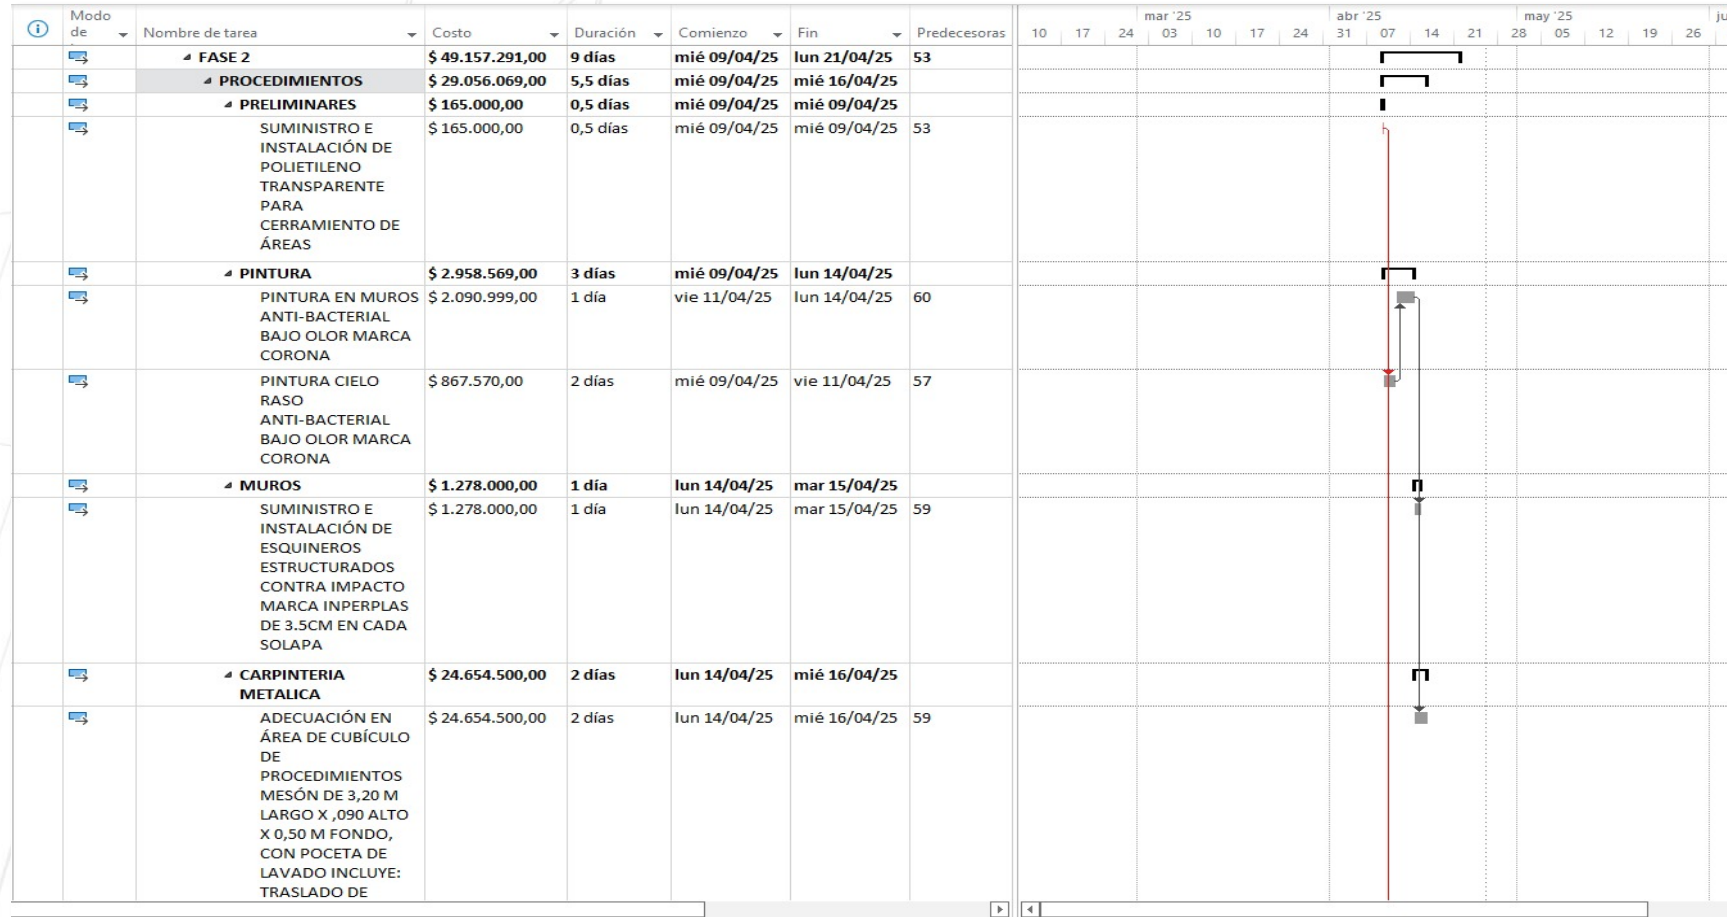 Modo
de
Nombre de tarea Costo Duración Comienzo Fin Predecesoras
mar '25 abr '25 may '25
10 17 24 03 10 17 24 31 07 14 21 28 05 12 19 26
FASE 2 $ 49.157.291,00 9 días mié 09/04/25 lun 21/04/25 53
PROCEDIMIENTOS $ 29.056.069,00 5,5 días mié 09/04/25 mié 16/04/25
PRELIMINARES $ 165.000,00 0,5 días mié 09/04/25 mié 09/04/25
SUMINISTRO E $ 165.000,00 0,5 días mié 09/04/25 mié 09/04/25 53
INSTALACIÓN DE
POLIETILENO
TRANSPARENTE
PARA
CERRAMIENTO DE
ÁREAS
PINTURA $ 2.958.569,00 3 días mié 09/04/25 lun 14/04/25
PINTURA EN MUROS $ 2.090.999,00 1 día vie 11/04/25 lun 14/04/25 60
ANTI-BACTERIAL
BAJO OLOR MARCA
CORONA
PINTURA CIELO $ 867.570,00 2 días mié 09/04/25 vie 11/04/25 57
RASO
ANTI-BACTERIAL
BAJO OLOR MARCA
CORONA
MUROS $ 1.278.000,00 1 día lun 14/04/25 mar 15/04/25
SUMINISTRO E $ 1.278.000,00 1 día lun 14/04/25 mar 15/04/25 59
INSTALACIÓN DE
ESQUINEROS
ESTRUCTURADOS
CONTRA IMPACTO
MARCA INPERPLAS
DE 3.5CM EN CADA
SOLAPA
CARPINTERIA $ 24.654.500,00 2 días lun 14/04/25 mié 16/04/25
METALICA
ADECUACIÓN EN $ 24.654.500,00 2 días lun 14/04/25 mié 16/04/25 59
ÁREA DE CUBÍCULO
DE
PROCEDIMIENTOS
MESÓN DE 3,20 M
LARGO X ,090 ALTO
X 0,50 M FONDO,
CON POCETA DE
LAVADO INCLUYE:
TRASLADO DE